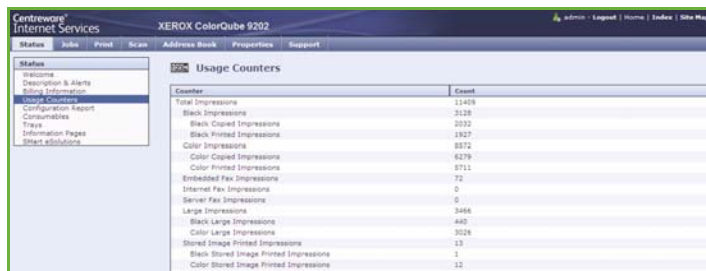 Centreware®
Internet Services
XEROX ColorQube 9202
admin - Logout | Home | Index | Site Map
Status Jobs Print Scan Address Book Properties Support
Status
Welcome
Description & Alerts
Billing Information
Usage Counters
Configuration Report
Consumables
Trays
Information Pages
SMart eSolutions
Usage Counters
Counter Count
Total Impressions 11409
Black Impressions 3128
Black Copied Impressions 2032
Black Printed Impressions 1927
Color Impressions 8872
Color Copied Impressions 6279
Color Printed Impressions 5711
Embedded Fax Impressions 72
Internet Fax Impressions 0
Server Fax Impressions 0
Large Impressions 3466
Black Large Impressions 440
Color Large Impressions 3026
Stored Image Printed Impressions 13
Black Stored Image Printed Impressions 1
Color Stored Image Printed Impressions 12